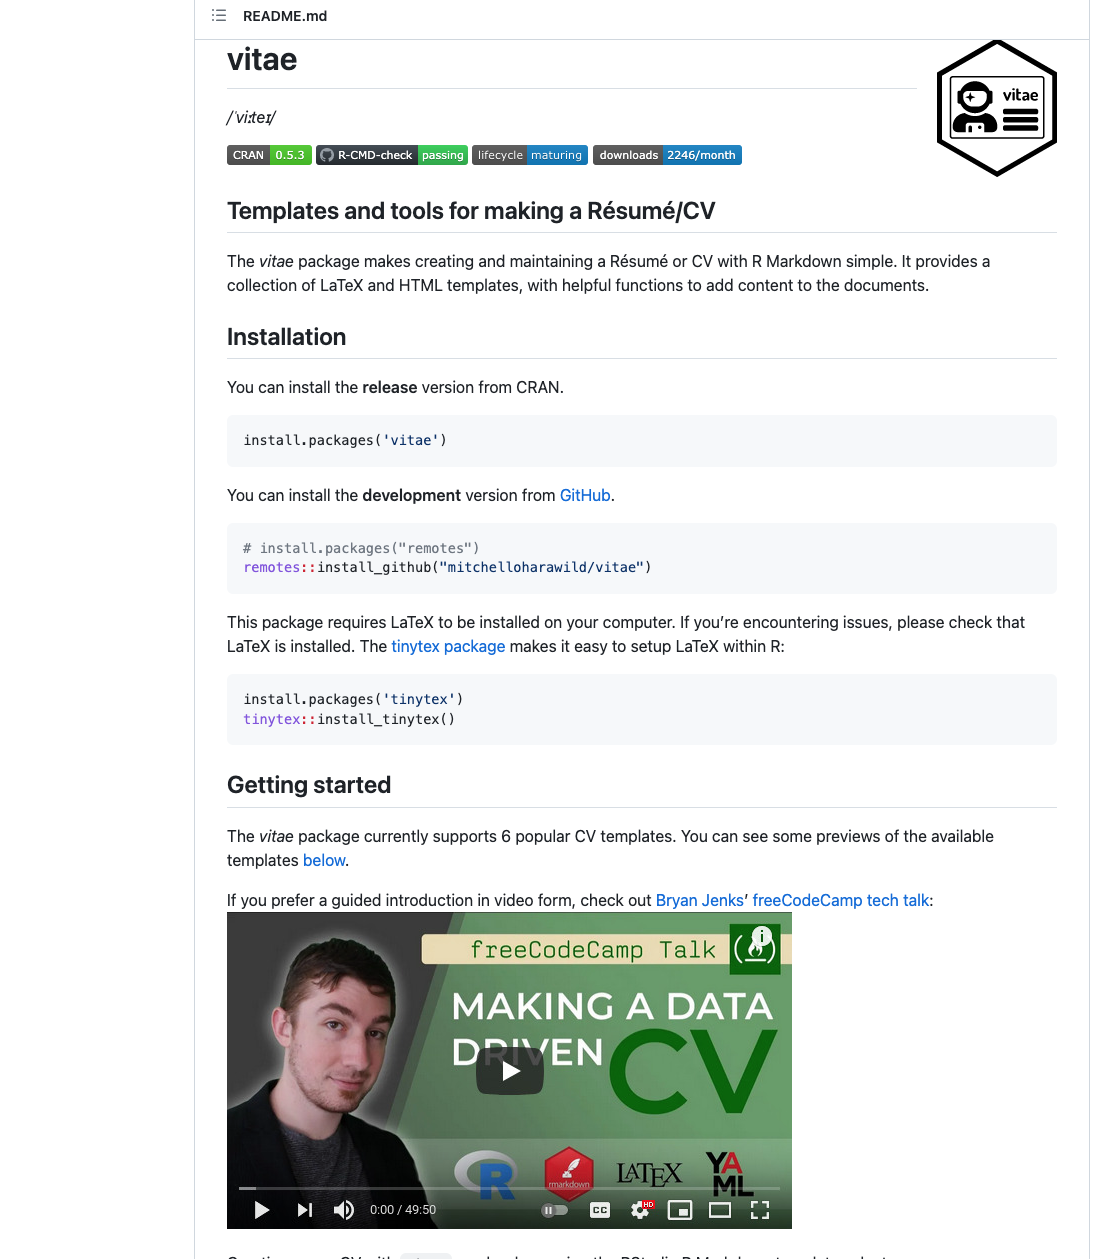 README.md
vitae
vitae
/ˈviːteɪ/
CRAN 0.5.3 R-CMD-check passing lifecycle maturing downloads 2246/month
Templates and tools for making a Résumé/CV
The vitae package makes creating and maintaining a Résumé or CV with R Markdown simple. It provides a
collection of LaTeX and HTML templates, with helpful functions to add content to the documents.
Installation
You can install the release version from CRAN.
install.packages('vitae')
You can install the development version from GitHub.
# install.packages("remotes")
remotes::install_github("mitchelloharawild/vitae")
This package requires LaTeX to be installed on your computer. If you’re encountering issues, please check that
LaTeX is installed. The tinytex package makes it easy to setup LaTeX within R:
install.packages('tinytex')
tinytex::install_tinytex()
Getting started
The vitae package currently supports 6 popular CV templates. You can see some previews of the available
templates below.
If you prefer a guided introduction in video form, check out Bryan Jenks’ freeCodeCamp tech talk:
freeCodeCamp Talk
MAKING A DATA
DRIVEN CV
R rmarkdown LATEX YAML
0:00 / 49:50 CC HD